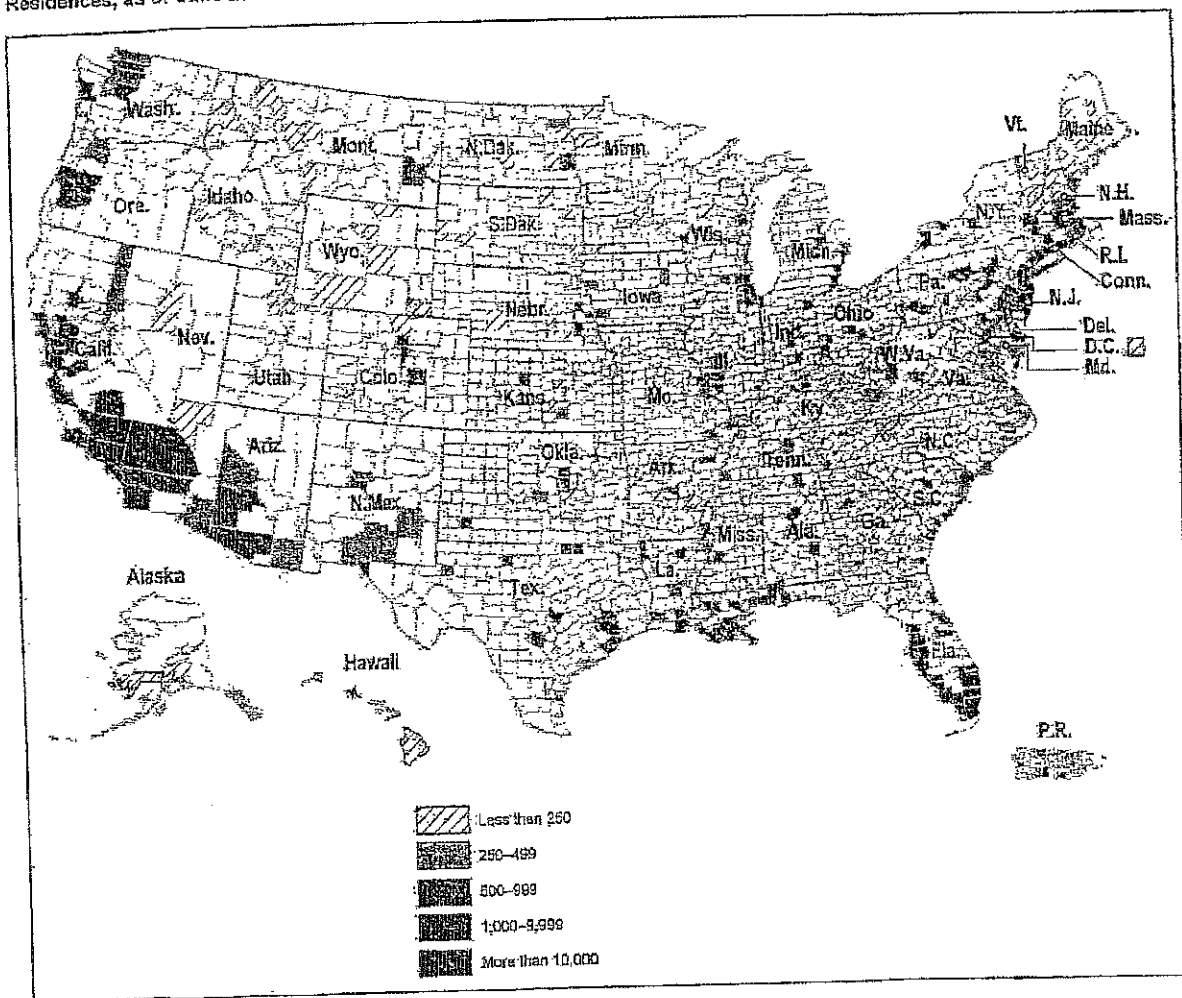 Residences, as of
Wash.
Mont.
N.Dak.
Minn.
Vt.
Maine
Ore.
Idaho
S.Dak.
Wis.
Mich.
N.Y.
N.H.
Mass.
R.I.
Conn.
Wyo.
Nebr.
Iowa
Pa.
N.J.
Nev.
Ohio
Del.
D.C.
Md.
Calif.
Utah
Colo.
Kans.
Mo.
Ill.
Ind.
W.Va.
Va.
Ky.
Ariz.
N.Mex.
Okla.
Ark.
Tenn.
N.C.
S.C.
Miss.
Ala.
Ga.
Tex.
La.
Fla.
Alaska
Hawaii
P.R.
Less than 250
250–499
500–999
1,000–9,999
More than 10,000